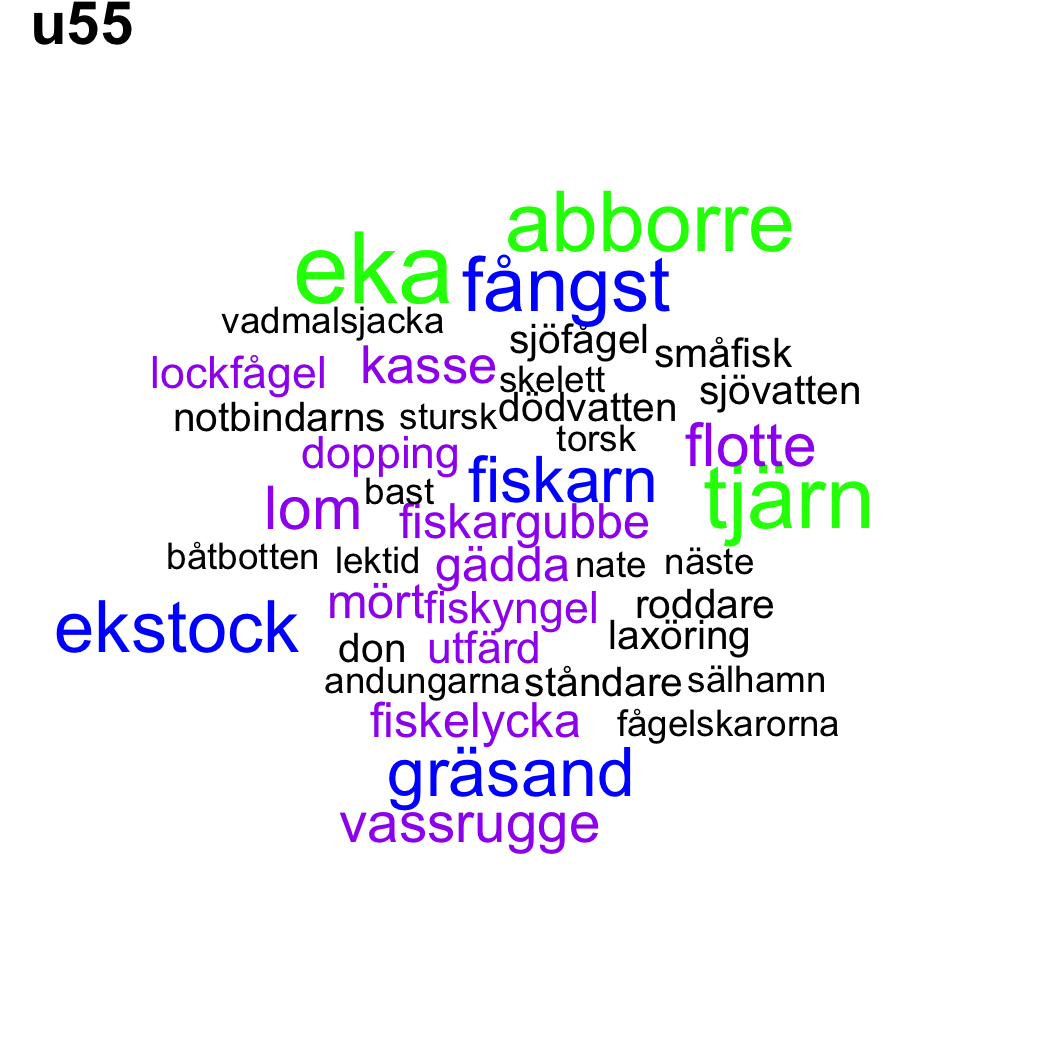 u55
abborre
eka fångst
vadmalsjacka sjöfågel småfisk
lockfågel kasse skelett sjövatten
notbindarns stursk dödvatten
dopping torsk flotte
lom bast fiskarn tjärn
fiskargubbe
båtbotten lektid gädda nate näste
ekstock mört fiskyngel roddare
don utfärd laxöring
andungarna ståndare sälhamn
fiskelycka fågelskarorna
gräsand
vassrugge